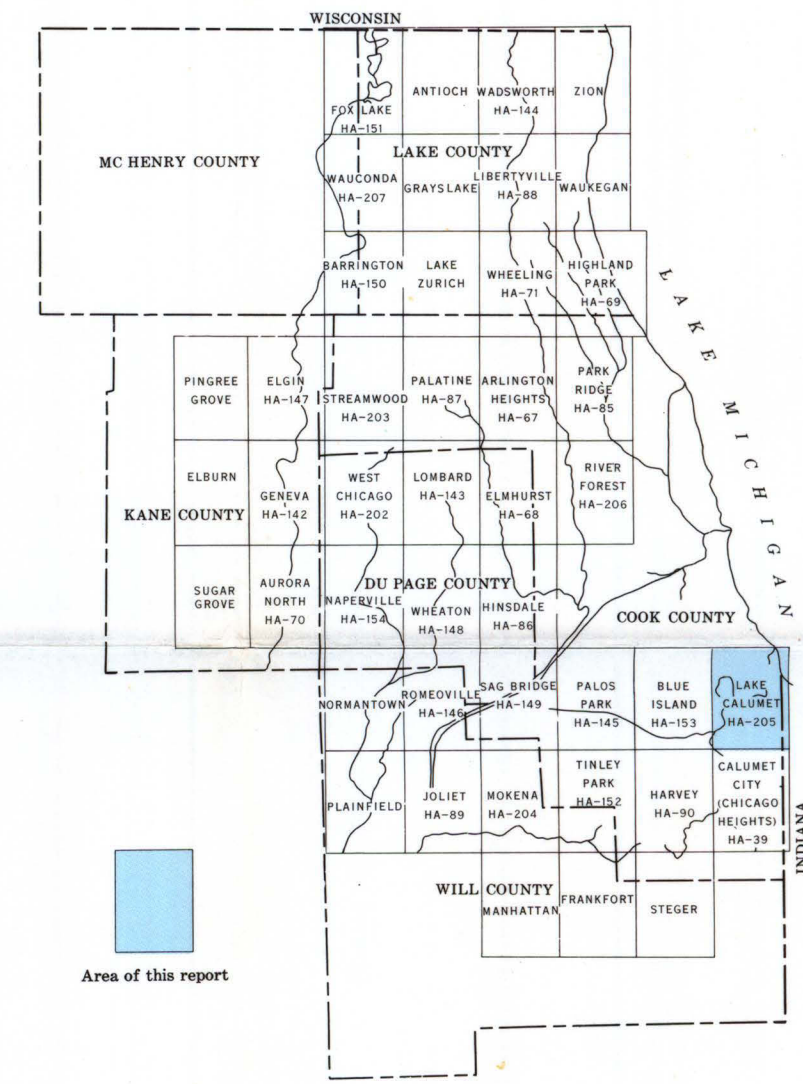 WISCONSIN
FOX LAKE
HA-151
ANTIOCH
WADSWORTH
HA-144
ZION
MC HENRY COUNTY
LAKE COUNTY
WAUCONDA
HA-207
GRAYSLAKE
LIBERTYVILLE
HA-88
WAUKEGAN
BARRINGTON
HA-150
LAKE
ZURICH
WHEELING
HA-71
HIGHLAND
PARK
HA-69
LAKE MICHIGAN
PINGREE
GROVE
ELGIN
HA-147
STREAMWOOD
HA-203
PALATINE
HA-87
ARLINGTON
HEIGHTS
HA-67
PARK
RIDGE
HA-85
ELBURN
GENEVA
HA-142
WEST
CHICAGO
HA-202
LOMBARD
HA-143
ELMHURST
HA-68
RIVER
FOREST
HA-206
KANE COUNTY
SUGAR
GROVE
AURORA
NORTH
HA-70
DU PAGE COUNTY
NAPERVILLE
HA-154
WHEATON
HA-148
HINSDALE
HA-86
COOK COUNTY
NORMANTOWN
ROMEOVILLE
HA-146
SAG BRIDGE
HA-149
PALOS
PARK
HA-145
BLUE
ISLAND
HA-153
LAKE
CALUMET
HA-205
PLAINFIELD
JOLIET
HA-89
MOKENA
HA-204
TINLEY
PARK
HA-152
HARVEY
HA-90
CALUMET
CITY
(CHICAGO
HEIGHTS)
HA-39
INDIANA
WILL COUNTY
MANHATTAN
FRANKFORT
STEGER
Area of this report